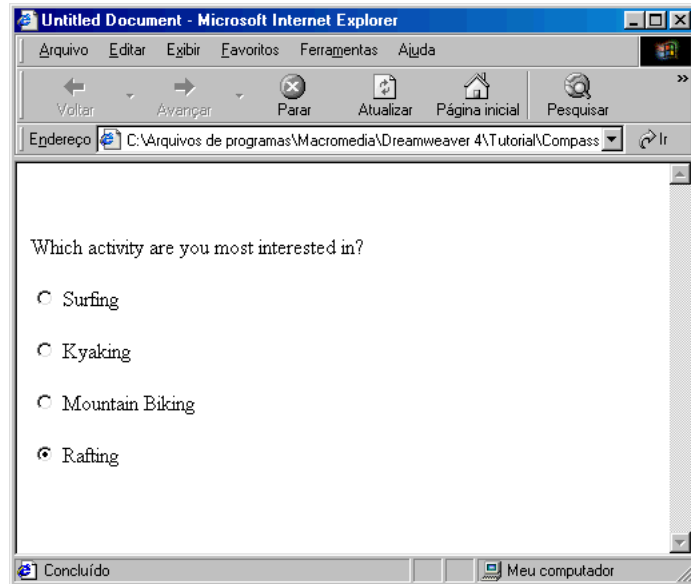 Untitled Document - Microsoft Internet Explorer
Arquivo Editar Exibir Favoritos Ferramentas Ajuda
Voltar Avançar Parar Atualizar Página inicial Pesquisar »
Endereço C:\Arquivos de programas\Macromedia\Dreamweaver 4\Tutorial\Compass Ir
Which activity are you most interested in?
Surfing
Kyaking
Mountain Biking
Rafting
Concluído Meu computador